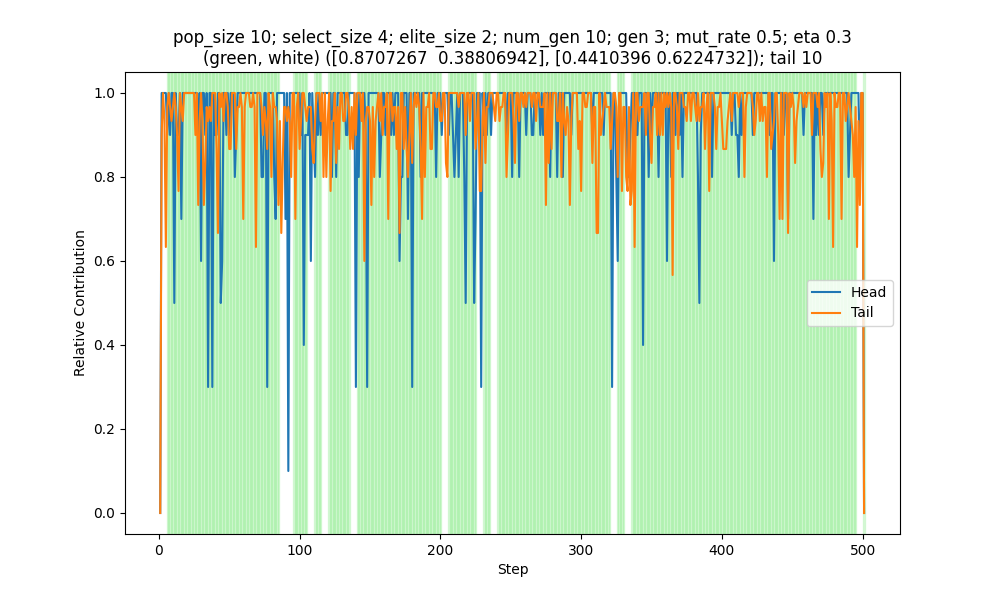 pop_size 10; select_size 4; elite_size 2; num_gen 10; gen 3; mut_rate 0.5; eta 0.3
(green, white) ([0.8707267  0.38806942], [0.4410396 0.6224732]); tail 10
1.0
0.8
0.6
0.4
0.2
0.0
Relative Contribution
Head
Tail
0
100
200
300
400
500
Step